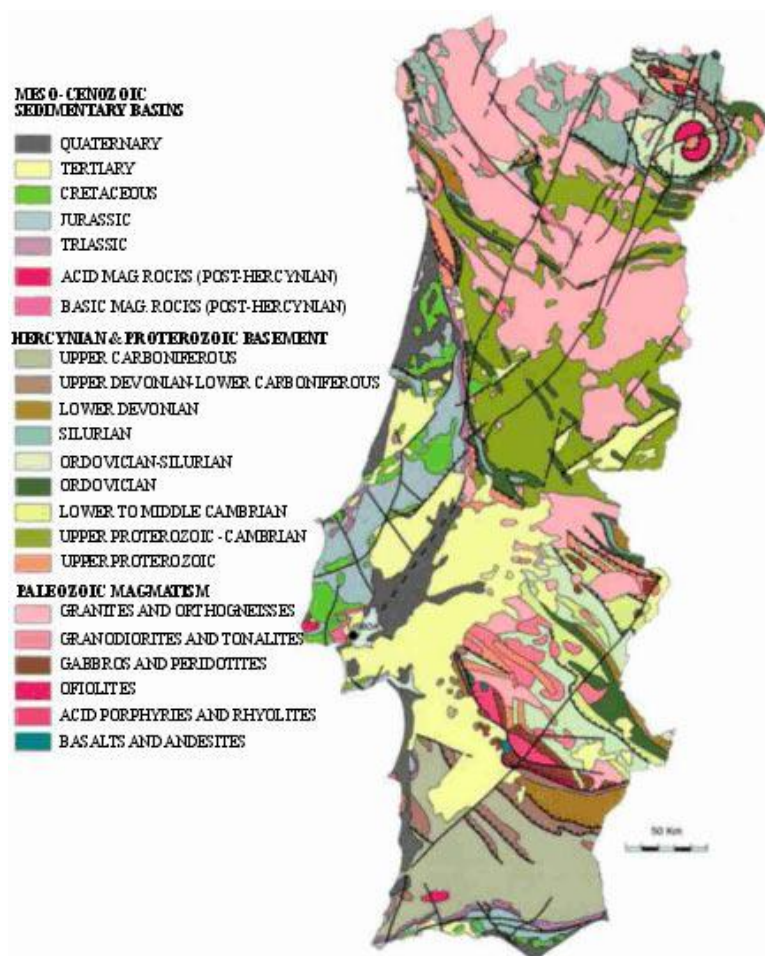 MESO-CENOZOIC
SEDIMENTARY BASINS
QUATERNARY
TERTIARY
CRETACEOUS
JURASSIC
TRIASSIC
ACID MAG. ROCKS (POST-HERCYNIAN)
BASIC MAG. ROCKS (POST-HERCYNIAN)
HERCYNIAN & PROTEROZOIC BASEMENT
UPPER CARBONIFEROUS
UPPER DEVONIAN-LOWER CARBONIFEROUS
LOWER DEVONIAN
SILURIAN
ORDOVICIAN-SILURIAN
ORDOVICIAN
LOWER TO MIDDLE CAMBRIAN
UPPER PROTEROZOIC - CAMBRIAN
UPPER PROTEROZOIC
PALEOZOIC MAGMATISM
GRANITES AND ORTHOGNEISSES
GRANODIORITES AND TONALITES
GABBROS AND PERIDOTITES
OFIOLITES
ACID PORPHYRIES AND RHYOLITES
BASALTS AND ANDESITES
50 Km